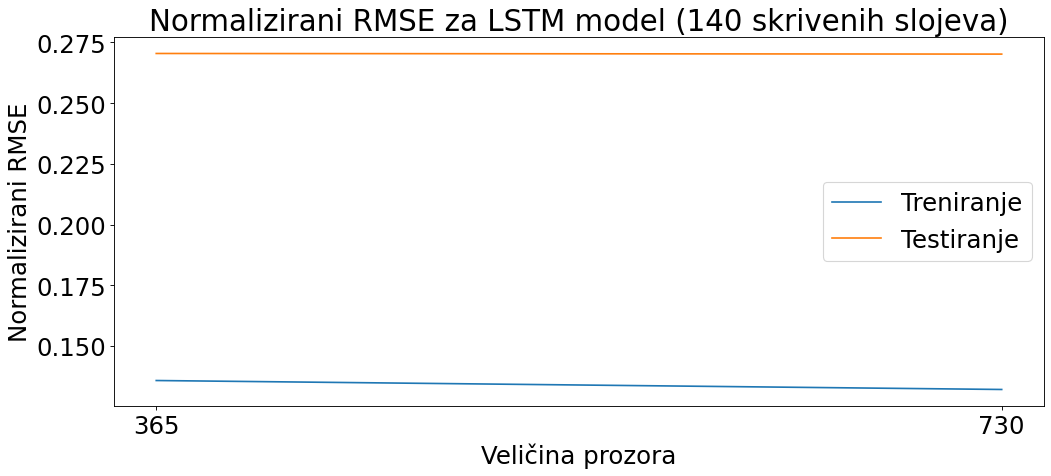 Normalizirani RMSE za LSTM model (140 skrivenih slojeva)
Normalizirani RMSE
0.275
0.250
0.225
0.200
0.175
0.150
Treniranje
Testiranje
365
730
Veličina prozora